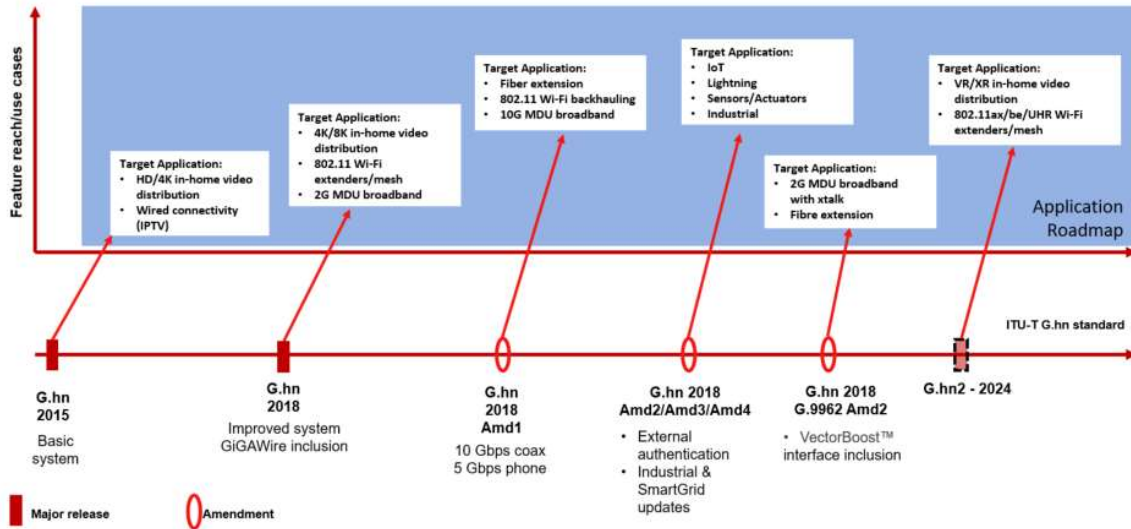 Feature reach/use cases
Target Application:
• HD/4K in-home video
distribution
• Wired connectivity
(IPTV)
Target Application:
• 4K/8K in-home video
distribution
• 802.11 Wi-Fi
extenders/mesh
• 2G MDU broadband
Target Application:
• Fiber extension
• 802.11 Wi-Fi backhauling
• 10G MDU broadband
Target Application:
• IoT
• Lightning
• Sensors/Actuators
• Industrial
Target Application:
• 2G MDU broadband
with xtalk
• Fibre extension
Target Application:
• VR/XR in-home video
distribution
• 802.11ax/be/UHR Wi-Fi
extenders/mesh
Application
Roadmap
ITU-T G.hn standard
G.hn
2015
Basic
system
G.hn
2018
Improved system
GiGAWire inclusion
G.hn
2018
Amd1
10 Gbps coax
5 Gbps phone
G.hn 2018
Amd2/Amd3/Amd4
• External
authentication
• Industrial &
SmartGrid
updates
G.hn 2018
G.9962 Amd2
• VectorBoost™
interface inclusion
G.hn2 - 2024
Major release
Amendment